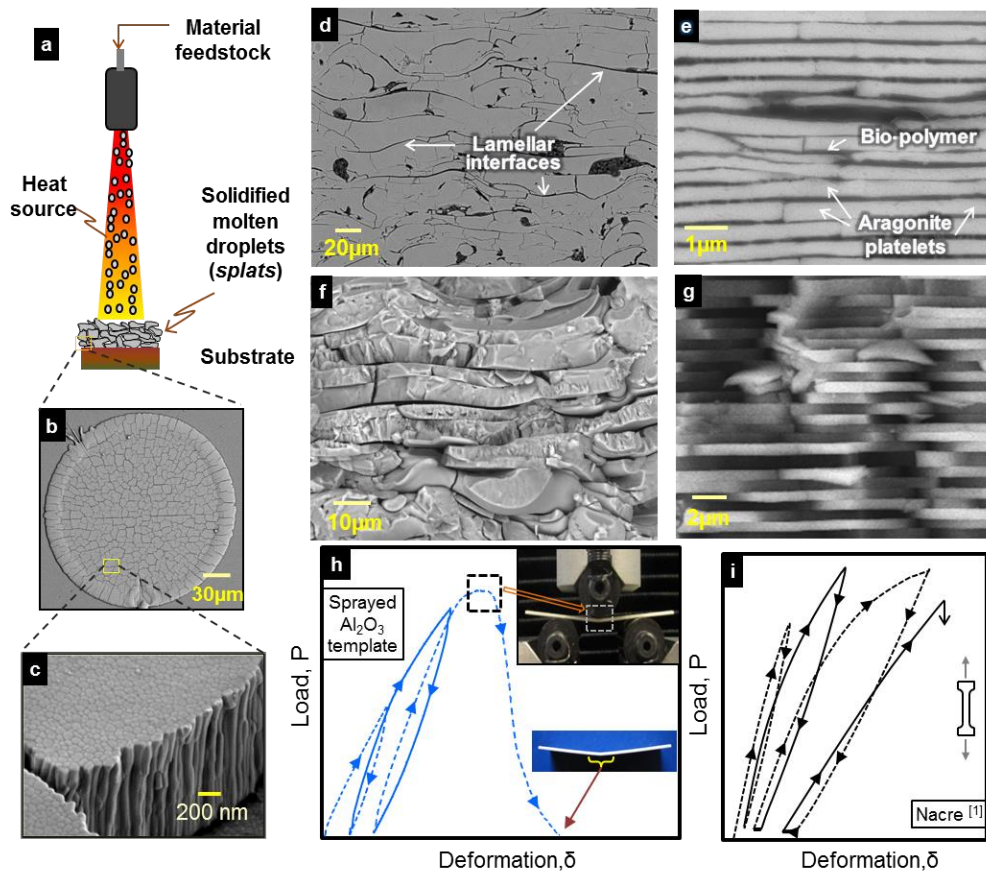 a
Material
feedstock
Heat
source
Solidified
molten
droplets
(splats)
Substrate
b
30µm
c
200 nm
d
Lamellar
interfaces
20µm
e
Bio-polymer
Aragonite
platelets
1µm
f
10µm
g
2µm
h
Sprayed
Al₂O₃
template
Load, P
Deformation,δ
i
Load, P
Nacre [1]
Deformation,δ